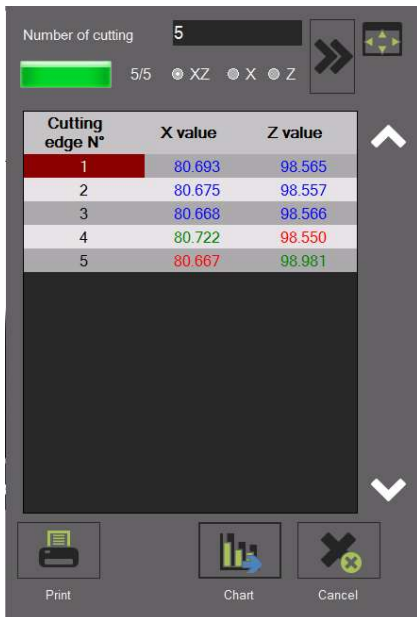 Number of cutting 5
5/5 XZ X Z
Cutting edge N° X value Z value
1 80.693 98.565
2 80.675 98.557
3 80.668 98.566
4 80.722 98.550
5 80.667 98.981
Print Chart Cancel